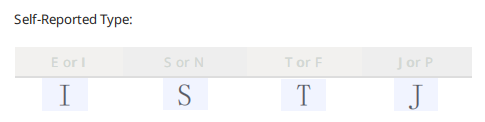 Self-Reported Type:
E or I S or N T or F J or P
I S T J